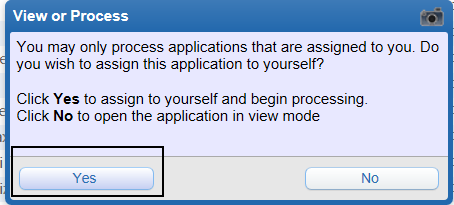 View or Process
You may only process applications that are assigned to you. Do
you wish to assign this application to yourself?
Click Yes to assign to yourself and begin processing.
Click No to open the application in view mode
Yes
No